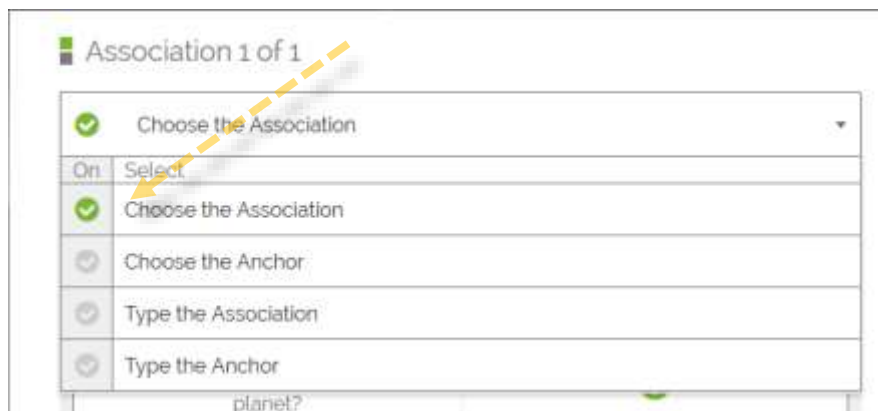 Association 1 of 1
Choose the Association
On Select
Choose the Association
Choose the Anchor
Type the Association
Type the Anchor
planet?